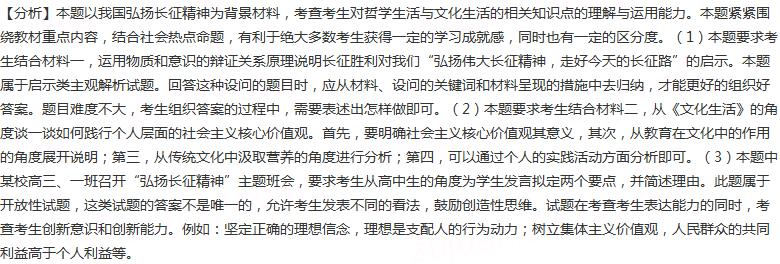 【分析】本题以我国弘扬长征精神为背景材料，考查考生对哲学生活与文化生活的相关知识点的理解与运用能力。本题紧紧围
绕教材重点内容，结合社会热点命题，有利于绝大多数考生获得一定的学习成就感，同时也有一定的区分度。（1）本题要求考
生结合材料一，运用物质和意识的辩证关系原理说明长征胜利对我们“弘扬伟大长征精神，走好今天的长征路”的启示。本题
属于启示类主观解析试题。回答这种设问的题目时，应从材料、设问的关键词和材料呈现的措施中去归纳，才能更好的组织好
答案。题目难度不大，考生组织答案的过程中，需要表述出怎样做即可。（2）本题要求考生结合材料二，从《文化生活》的角
度谈一谈如何践行个人层面的社会主义核心价值观。首先，要明确社会主义核心价值观其意义，其次，从教育在文化中的作用
的角度展开说明；第三，从传统文化中汲取营养的角度进行分析；第四，可以通过个人的实践活动方面分析即可。（3）本题中
某校高三、一班召开“弘扬长征精神”主题班会，要求考生从高中生的角度为学生发言拟定两个要点，并简述理由。此题属于
开放性试题，这类试题的答案不是唯一的，允许考生发表不同的看法，鼓励创造性思维。试题在考查考生表达能力的同时，考
查考生创新意识和创新能力。例如：坚定正确的理想信念，理想是支配人的行为动力；树立集体主义价值观，人民群众的共同
利益高于个人利益等。